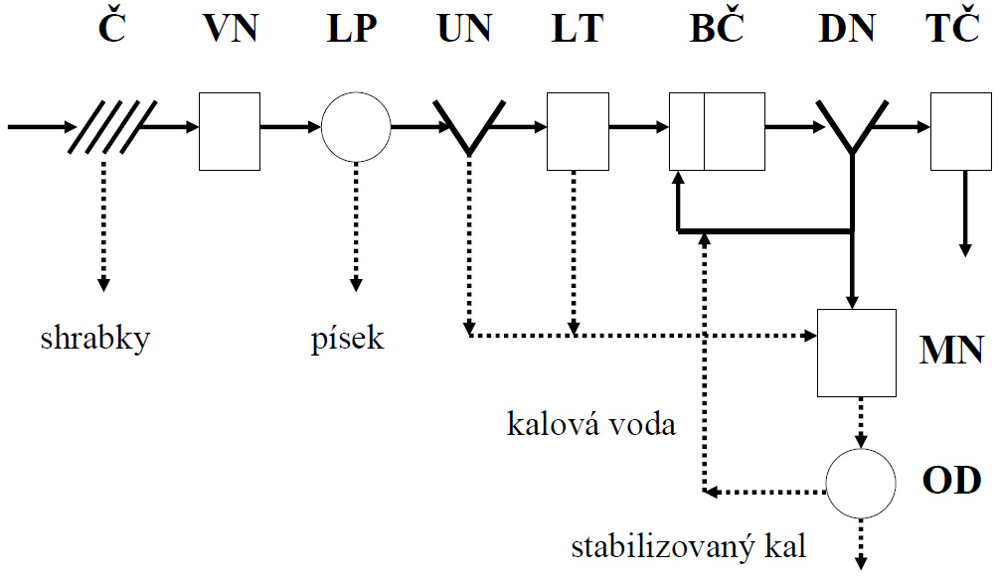 Č VN LP UN LT BČ DN TČ
shrabky
písek
MN
kalová voda
OD
stabilizovaný kal